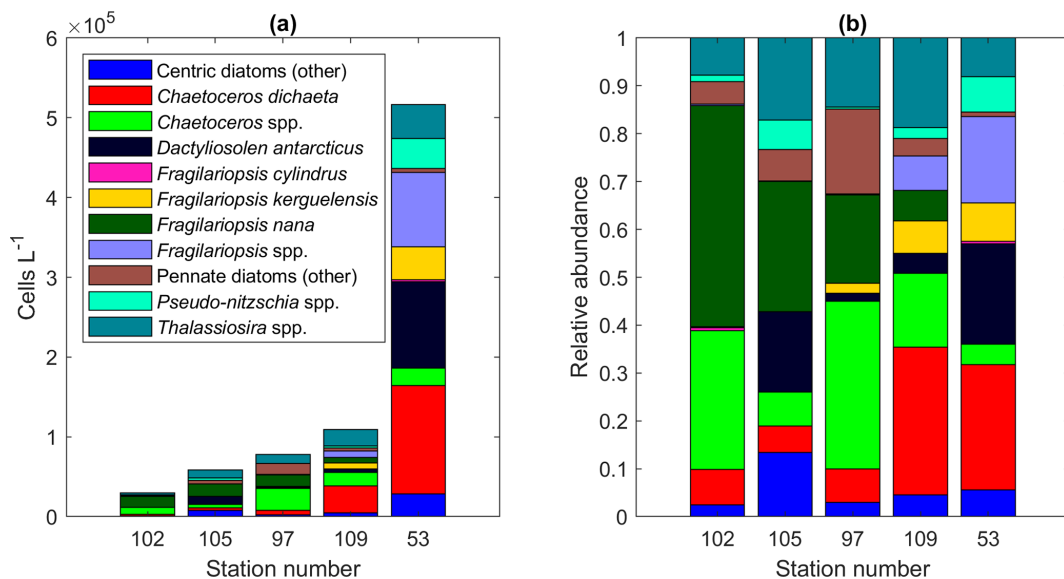 (a)
×10⁵
6
5
4
3
2
1
0
Cells L⁻¹
Centric diatoms (other)
Chaetoceros dichaeta
Chaetoceros spp.
Dactyliosolen antarcticus
Fragilariopsis cylindrus
Fragilariopsis kerguelensis
Fragilariopsis nana
Fragilariopsis spp.
Pennate diatoms (other)
Pseudo-nitzschia spp.
Thalassiosira spp.
102 105 97 109 53
Station number
(b)
1
0.9
0.8
0.7
0.6
0.5
0.4
0.3
0.2
0.1
0
Relative abundance
102 105 97 109 53
Station number